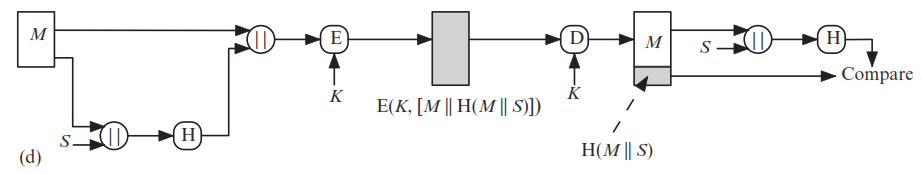 M
||
E
D
M
S
||
H
K
K
Compare
E(K, [M || H(M || S)])
S
||
H
H(M || S)
(d)